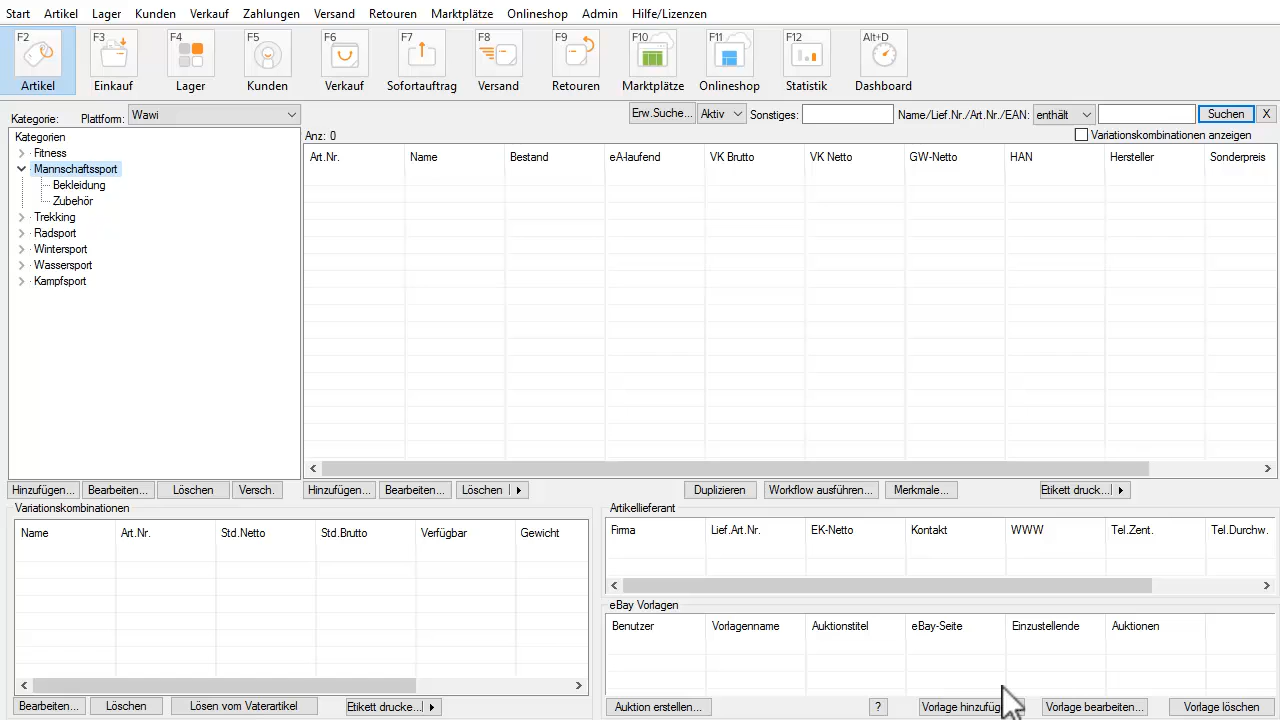 Start Artikel Lager Kunden Verkauf Zahlungen Versand Retouren Marktplätze Onlineshop Admin Hilfe/Lizenzen
F2 F3 F4 F5 F6 F7 F8 F9 F10 F11 F12 Alt+D
Artikel Einkauf Lager Kunden Verkauf Sofortauftrag Versand Retouren Marktplätze Onlineshop Statistik Dashboard
Kategorie: Plattform: Wawi Erw.Suche... Aktiv Sonstiges: Name/Lief.Nr./Art.Nr./EAN: enthält Suchen X
Kategorien Anz: 0 Variationskombinationen anzeigen
Art.Nr. Name Bestand eA-laufend VK Brutto VK Netto GW-Netto HAN Hersteller Sonderpreis
Fitness
Mannschaftssport
Bekleidung
Zubehör
Trekking
Radsport
Wintersport
Wassersport
Kampfsport
Hinzufügen... Bearbeiten... Löschen Versch. Hinzufügen... Bearbeiten... Löschen Duplizieren Workflow ausführen... Merkmale... Etikett druck...
Variationskombinationen
Name Art.Nr. Std.Netto Std.Brutto Verfügbar Gewicht
Bearbeiten... Löschen Lösen vom Vaterartikel Etikett drucke...
Artikellieferant
Firma Lief.Art.Nr. EK-Netto Kontakt WWW Tel.Zent. Tel.Durchw.
eBay Vorlagen
Benutzer Vorlagenname Auktionstitel eBay-Seite Einzustellende Auktionen
Auktion erstellen... ? Vorlage Vorlage bearbeiten... Vorlage löschen